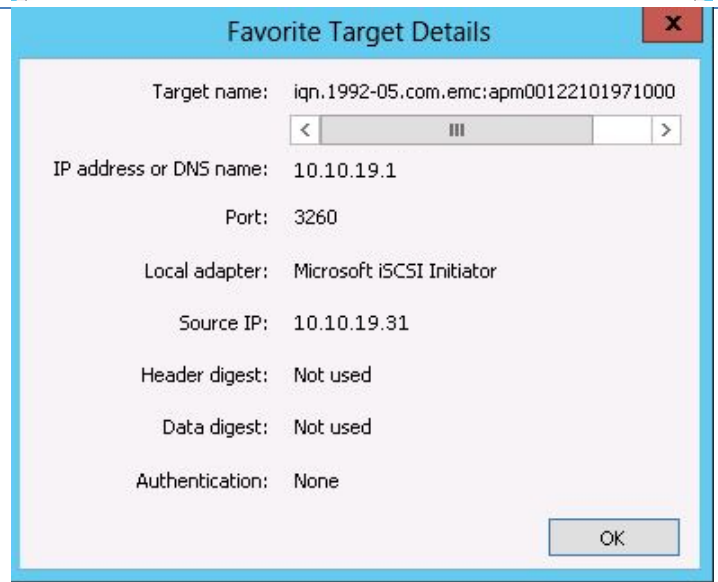 Favorite Target Details
x
Target name: iqn.1992-05.com.emc:apm00122101971000
IP address or DNS name: 10.10.19.1
Port: 3260
Local adapter: Microsoft iSCSI Initiator
Source IP: 10.10.19.31
Header digest: Not used
Data digest: Not used
Authentication: None
OK